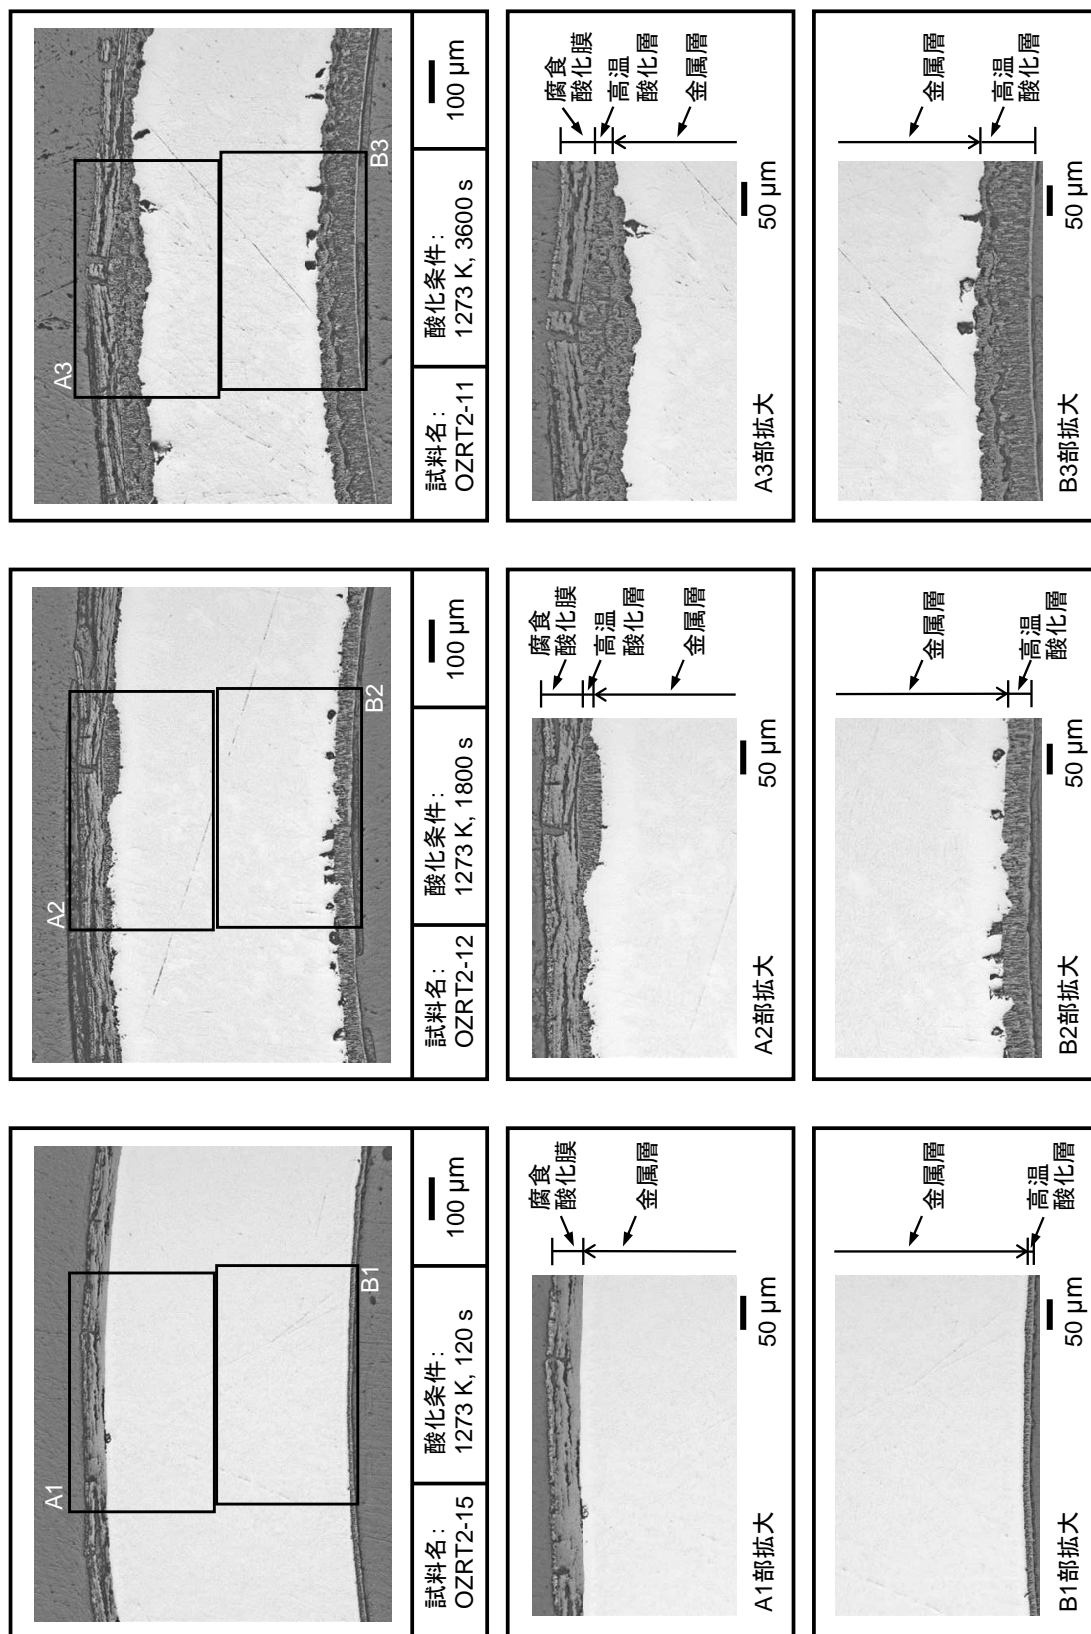 A1
B1
試料名：
OZRT2-15
酸化条件：
1273 K, 120 s
100 μm
A2
B2
試料名：
OZRT2-12
酸化条件：
1273 K, 1800 s
100 μm
A3
B3
試料名：
OZRT2-11
酸化条件：
1273 K, 3600 s
100 μm
腐食
酸化膜
金属層
A1部拡大
50 μm
腐食
酸化膜
高温
酸化層
金属層
A2部拡大
50 μm
腐食
酸化膜
高温
酸化層
金属層
A3部拡大
50 μm
金属層
高温
酸化層
B1部拡大
50 μm
金属層
高温
酸化層
B2部拡大
50 μm
金属層
高温
酸化層
B3部拡大
50 μm